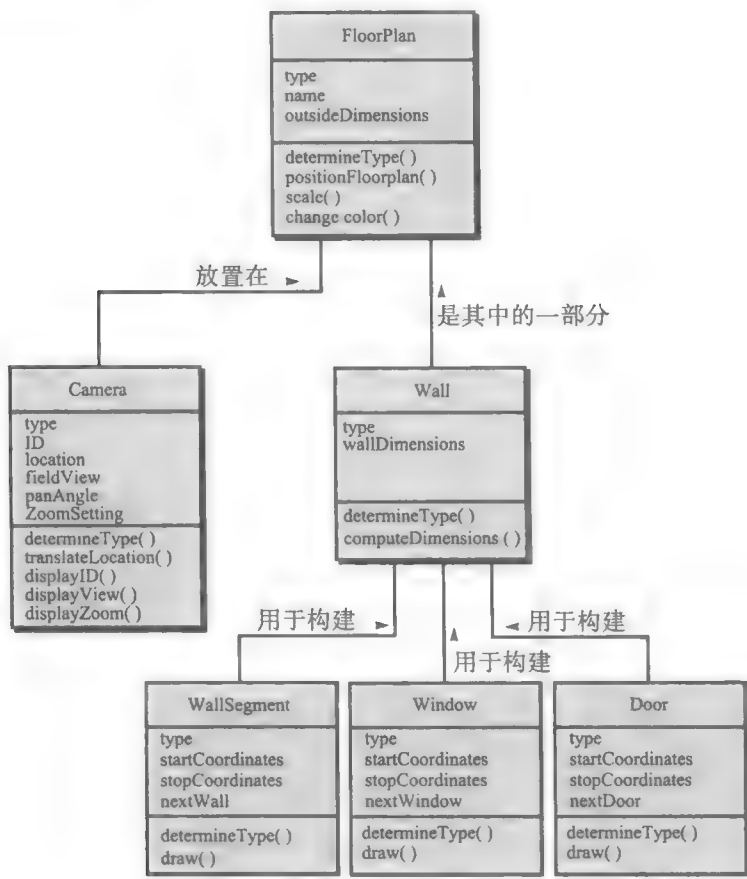 FloorPlan
type
name
outsideDimensions
determineType( )
positionFloorplan( )
scale( )
change color( )
放置在
是其中的一部分
Camera
type
ID
location
fieldView
panAngle
ZoomSetting
determineType( )
translateLocation( )
displayID( )
displayView( )
displayZoom( )
Wall
type
wallDimensions
determineType( )
computeDimensions ( )
用于构建
用于构建
用于构建
WallSegment
type
startCoordinates
stopCoordinates
nextWall
determineType( )
draw( )
Window
type
startCoordinates
stopCoordinates
nextWindow
determineType( )
draw( )
Door
type
startCoordinates
stopCoordinates
nextDoor
determineType( )
draw( )